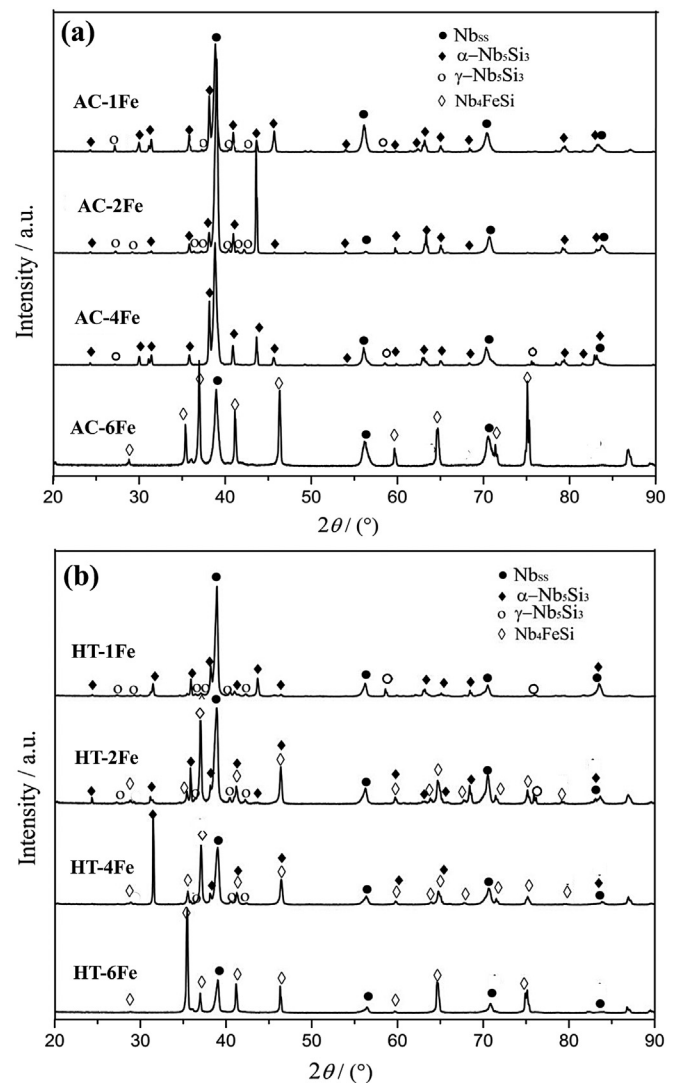 (a)
● Nbss
◆ α–Nb₅Si₃
○ γ–Nb₅Si₃
◇ Nb₄FeSi
AC-1Fe
AC-2Fe
AC-4Fe
AC-6Fe
Intensity / a.u.
20 30 40 50 60 70 80 90
2θ / (°)
(b)
● Nbss
◆ α–Nb₅Si₃
○ γ–Nb₅Si₃
◇ Nb₄FeSi
HT-1Fe
HT-2Fe
HT-4Fe
HT-6Fe
Intensity / a.u.
20 30 40 50 60 70 80 90
2θ / (°)